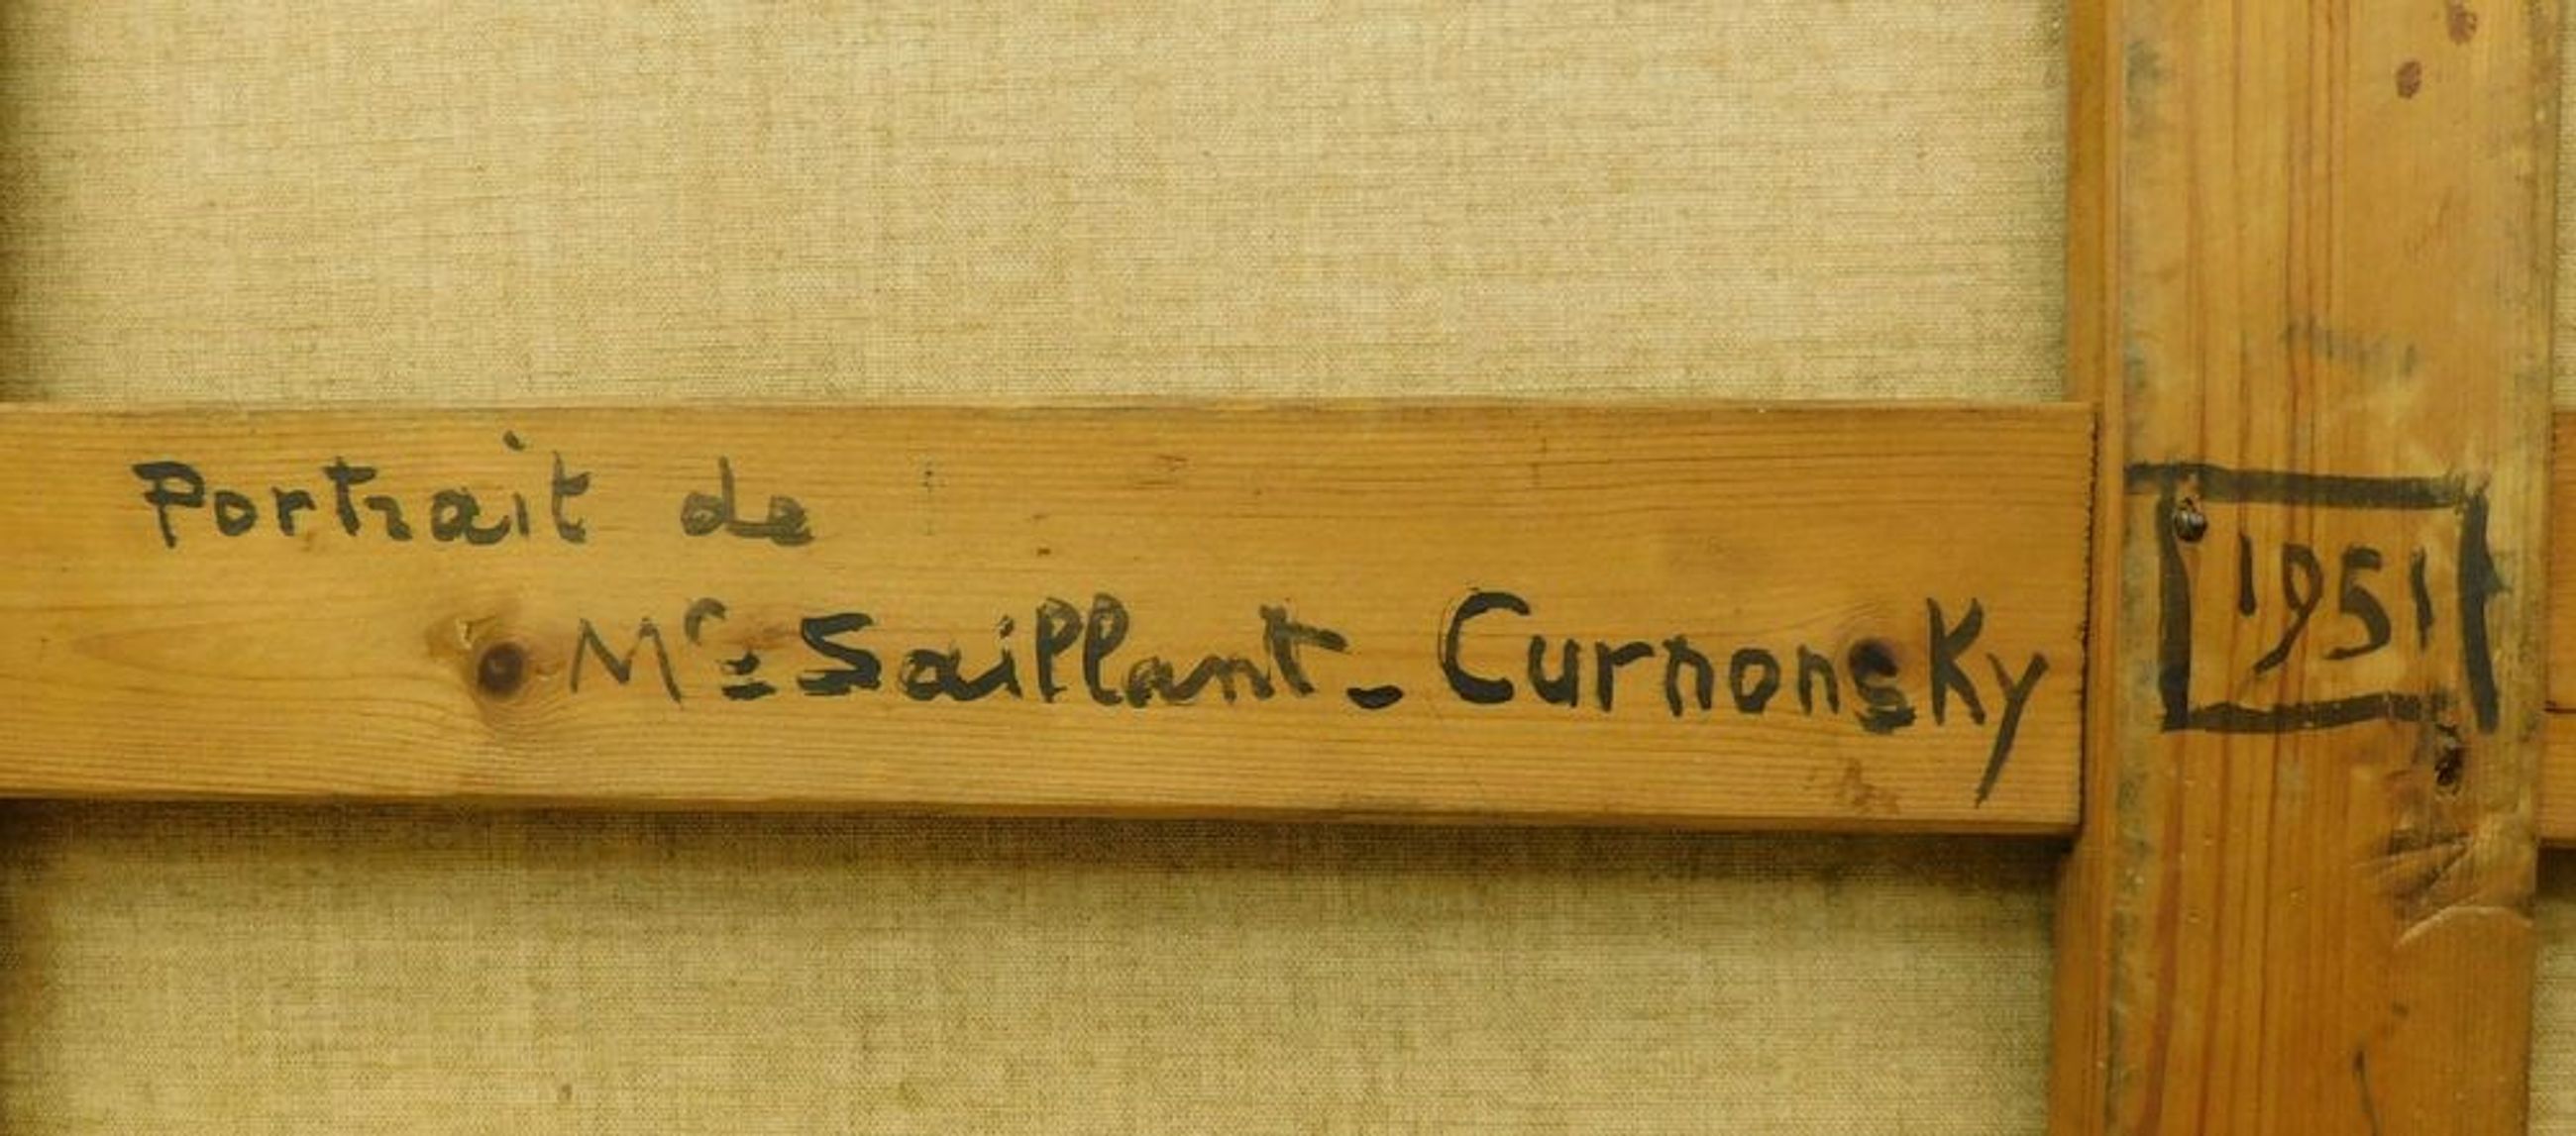 Portrait de
Mr= Saillant - Curnonsky
1951